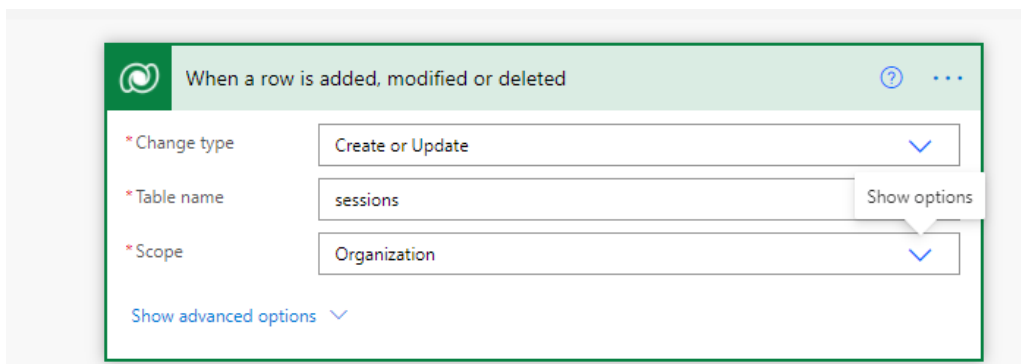 When a row is added, modified or deleted
* Change type
Create or Update
* Table name
sessions
Show options
* Scope
Organization
Show advanced options